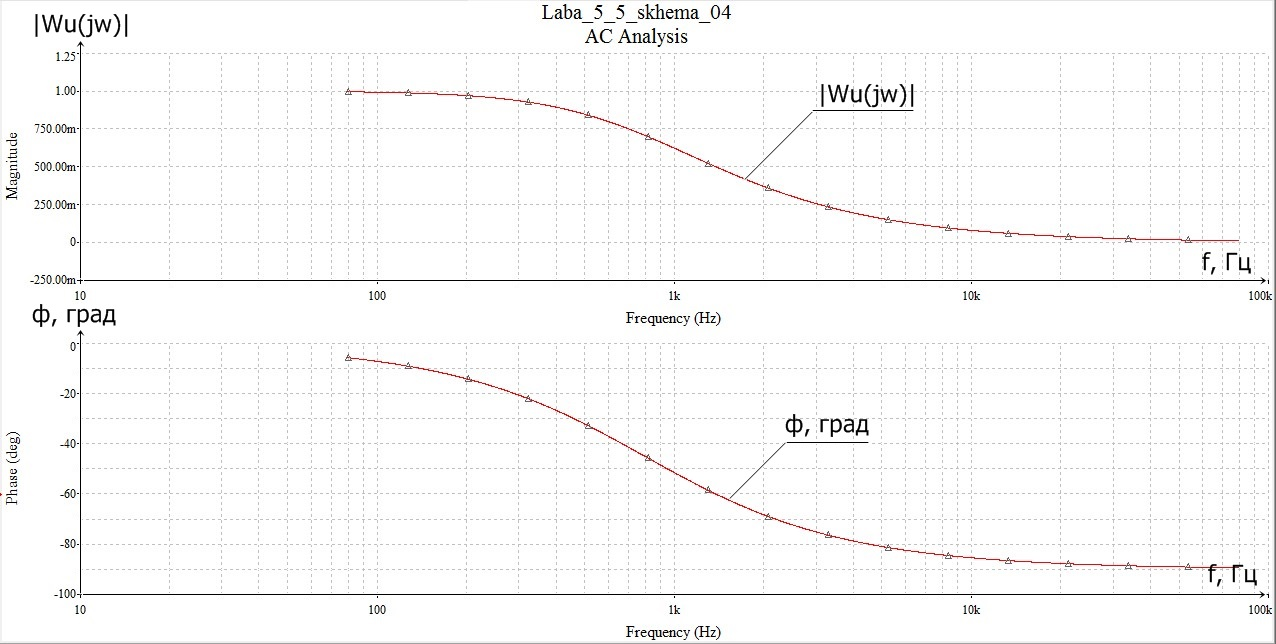 Laba_5_5_skhema_04
AC Analysis
|Wu(jw)|
1.25
1.00
750.00m
500.00m
250.00m
0
-250.00m
Magnitude
|Wu(jw)|
f, Гц
10
100
1k
10k
100k
Frequency (Hz)
ф, град
0
-20
-40
-60
-80
-100
Phase (deg)
ф, град
f, Гц
10
100
1k
10k
100k
Frequency (Hz)